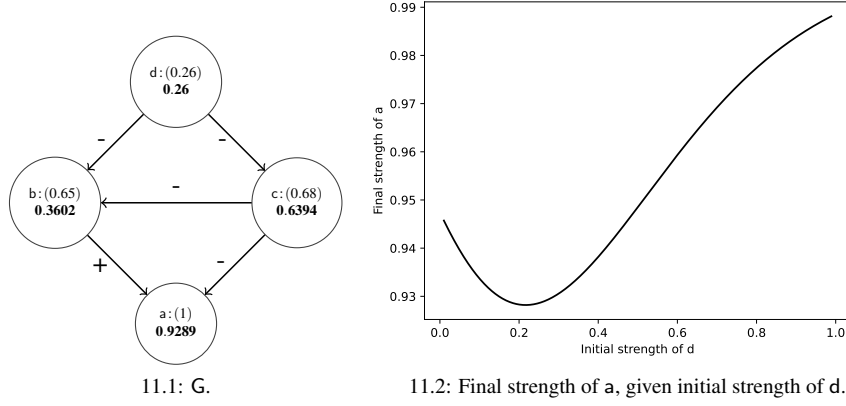 d:(0.26)
0.26
-
-
b:(0.65)
0.3602
-
c:(0.68)
0.6394
+
-
a:(1)
0.9289
11.1: G.
0.99
0.98
0.97
0.96
0.95
0.94
0.93
Final strength of a
0.0 0.2 0.4 0.6 0.8 1.0
Initial strength of d
11.2: Final strength of a, given initial strength of d.